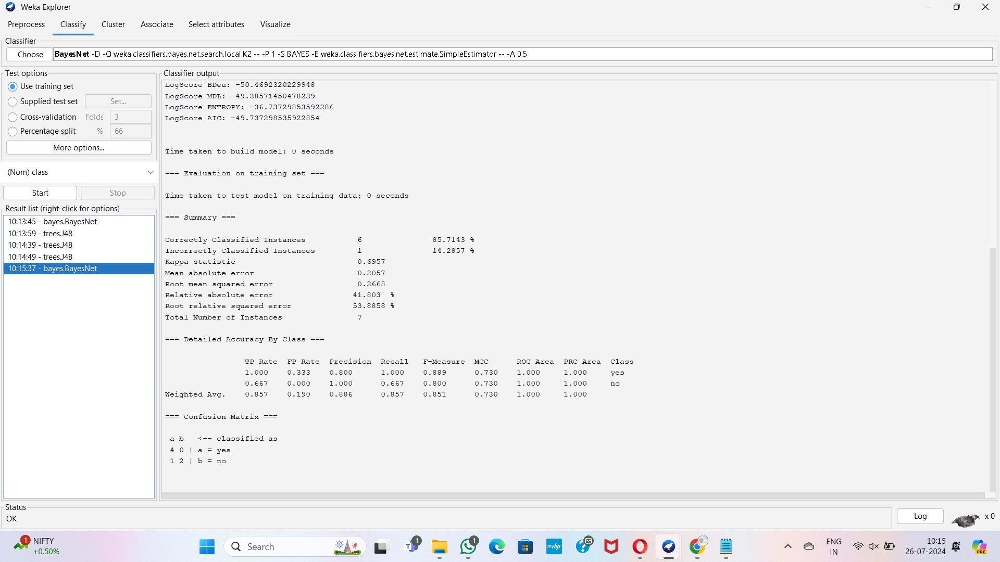 Weka Explorer
Preprocess Classify Cluster Associate Select attributes Visualize
Classifier
Choose BayesNet -D -Q weka.classifiers.bayes.net.search.local.K2 -- -P 1 -S BAYES -E weka.classifiers.bayes.net.estimate.SimpleEstimator -- -A 0.5
Test options
Use training set
Supplied test set Set...
Cross-validation Folds 3
Percentage split % 66
More options...
(Nom) class
Start Stop
Result list (right-click for options)
10:13:45 - bayes.BayesNet
10:13:59 - trees.J48
10:14:39 - trees.J48
10:14:49 - trees.J48
10:15:37 - bayes.BayesNet
Classifier output
LogScore BDeu: -50.4692320229948
LogScore MDL: -49.38571450478239
LogScore ENTROPY: -36.73729853592286
LogScore AIC: -49.737298535922854
Time taken to build model: 0 seconds
=== Evaluation on training set ===
Time taken to test model on training data: 0 seconds
=== Summary ===
Correctly Classified Instances 6 85.7143 %
Incorrectly Classified Instances 1 14.2857 %
Kappa statistic 0.6957
Mean absolute error 0.2057
Root mean squared error 0.2668
Relative absolute error 41.803 %
Root relative squared error 53.8858 %
Total Number of Instances 7
=== Detailed Accuracy By Class ===
TP Rate FP Rate Precision Recall F-Measure MCC ROC Area PRC Area Class
1.000 0.333 0.800 1.000 0.889 0.730 1.000 1.000 yes
0.667 0.000 1.000 0.667 0.800 0.730 1.000 1.000 no
Weighted Avg. 0.857 0.190 0.886 0.857 0.851 0.730 1.000 1.000
=== Confusion Matrix ===
a b <-- classified as
4 0 | a = yes
1 2 | b = no
Status
OK
Log x 0
1 NIFTY
+0.50%
Search
T 1
1
myhp
?
ENG
IN
10:15
26-07-2024
PRE